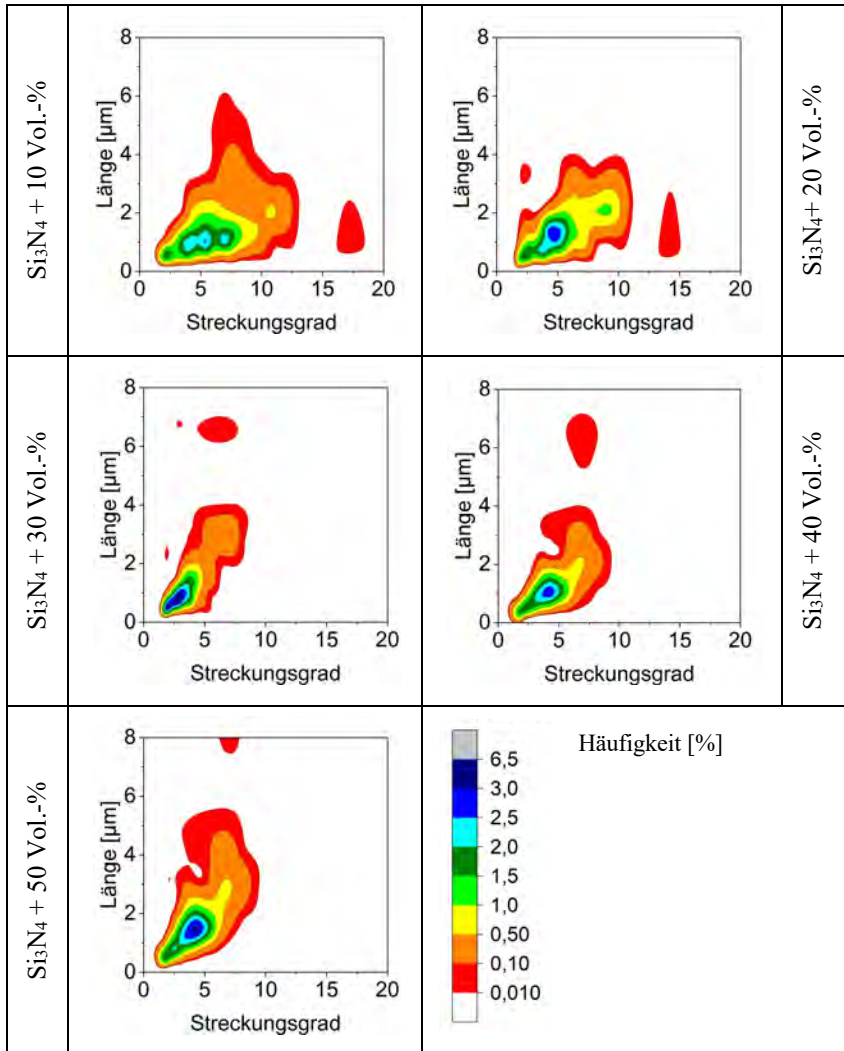 Si₃N₄ + 10 Vol.-%
Länge [µm]
8
6
4
2
0
0 5 10 15 20
Streckungsgrad
Länge [µm]
8
6
4
2
0
0 5 10 15 20
Streckungsgrad
Si₃N₄+ 20 Vol.-%
Si₃N₄ + 30 Vol.-%
Länge [µm]
8
6
4
2
0
0 5 10 15 20
Streckungsgrad
Länge [µm]
8
6
4
2
0
0 5 10 15 20
Streckungsgrad
Si₃N₄ + 40 Vol.-%
Si₃N₄ + 50 Vol.-%
Länge [µm]
8
6
4
2
0
0 5 10 15 20
Streckungsgrad
Häufigkeit [%]
6,5
3,0
2,5
2,0
1,5
1,0
0,50
0,10
0,010